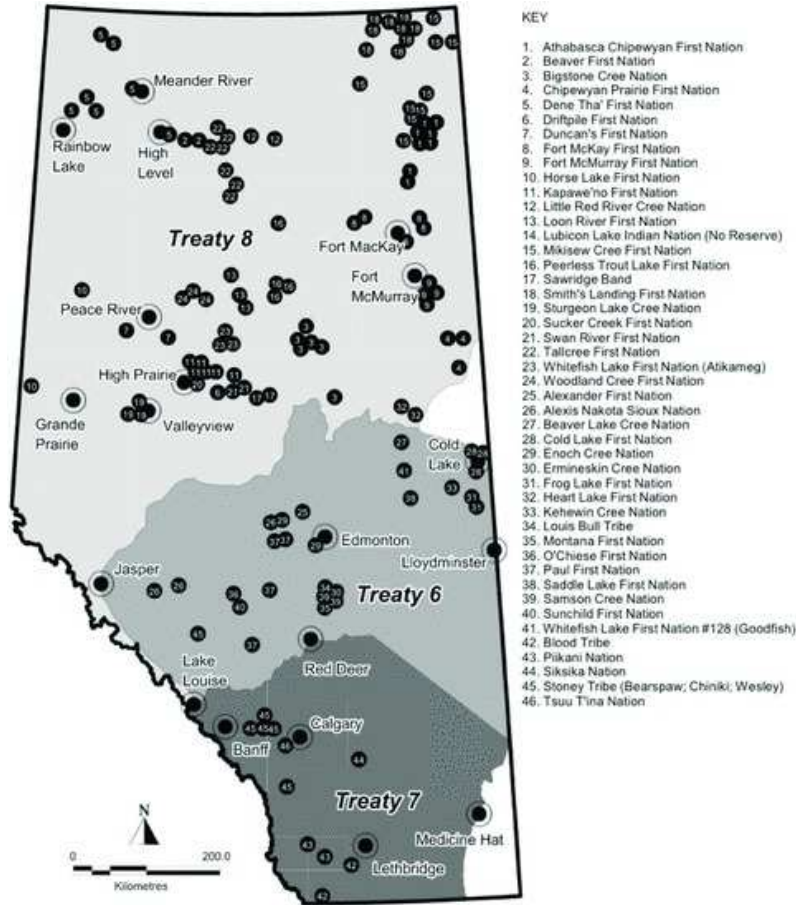 KEY
1. Athabasca Chipewyan First Nation
2. Beaver First Nation
3. Bigstone Cree Nation
4. Chipewyan Prairie First Nation
5. Dene Tha' First Nation
6. Driftpile First Nation
7. Duncan's First Nation
8. Fort McKay First Nation
9. Fort McMurray First Nation
10. Horse Lake First Nation
11. Kapawe'no First Nation
12. Little Red River Cree Nation
13. Loon River First Nation
14. Lubicon Lake Indian Nation (No Reserve)
15. Mikisew Cree First Nation
16. Peerless Trout Lake First Nation
17. Sawridge Band
18. Smith's Landing First Nation
19. Sturgeon Lake Cree Nation
20. Sucker Creek First Nation
21. Swan River First Nation
22. Tallcree First Nation
23. Whitefish Lake First Nation (Atikameg)
24. Woodland Cree First Nation
25. Alexander First Nation
26. Alexis Nakota Sioux Nation
27. Beaver Lake Cree Nation
28. Cold Lake First Nation
29. Enoch Cree Nation
30. Ermineskin Cree Nation
31. Frog Lake First Nation
32. Heart Lake First Nation
33. Kehewin Cree Nation
34. Louis Bull Tribe
35. Montana First Nation
36. O'Chiese First Nation
37. Paul First Nation
38. Saddle Lake First Nation
39. Samson Cree Nation
40. Sunchild First Nation
41. Whitefish Lake First Nation #128 (Goodfish)
42. Blood Tribe
43. Piikani Nation
44. Siksika Nation
45. Stoney Tribe (Bearspaw; Chiniki; Wesley)
46. Tsuu T'ina Nation
Meander River
Rainbow
Lake
High
Level
Treaty 8
Fort MacKay
Fort
McMurray
Peace River
High Prairie
Grande
Prairie
Valleyview
Cold
Lake
Edmonton
Lloydminster
Jasper
Treaty 6
Red Deer
Lake
Louise
Banff
Calgary
Treaty 7
Medicine Hat
Lethbridge
N
0 200.0
Kilometres